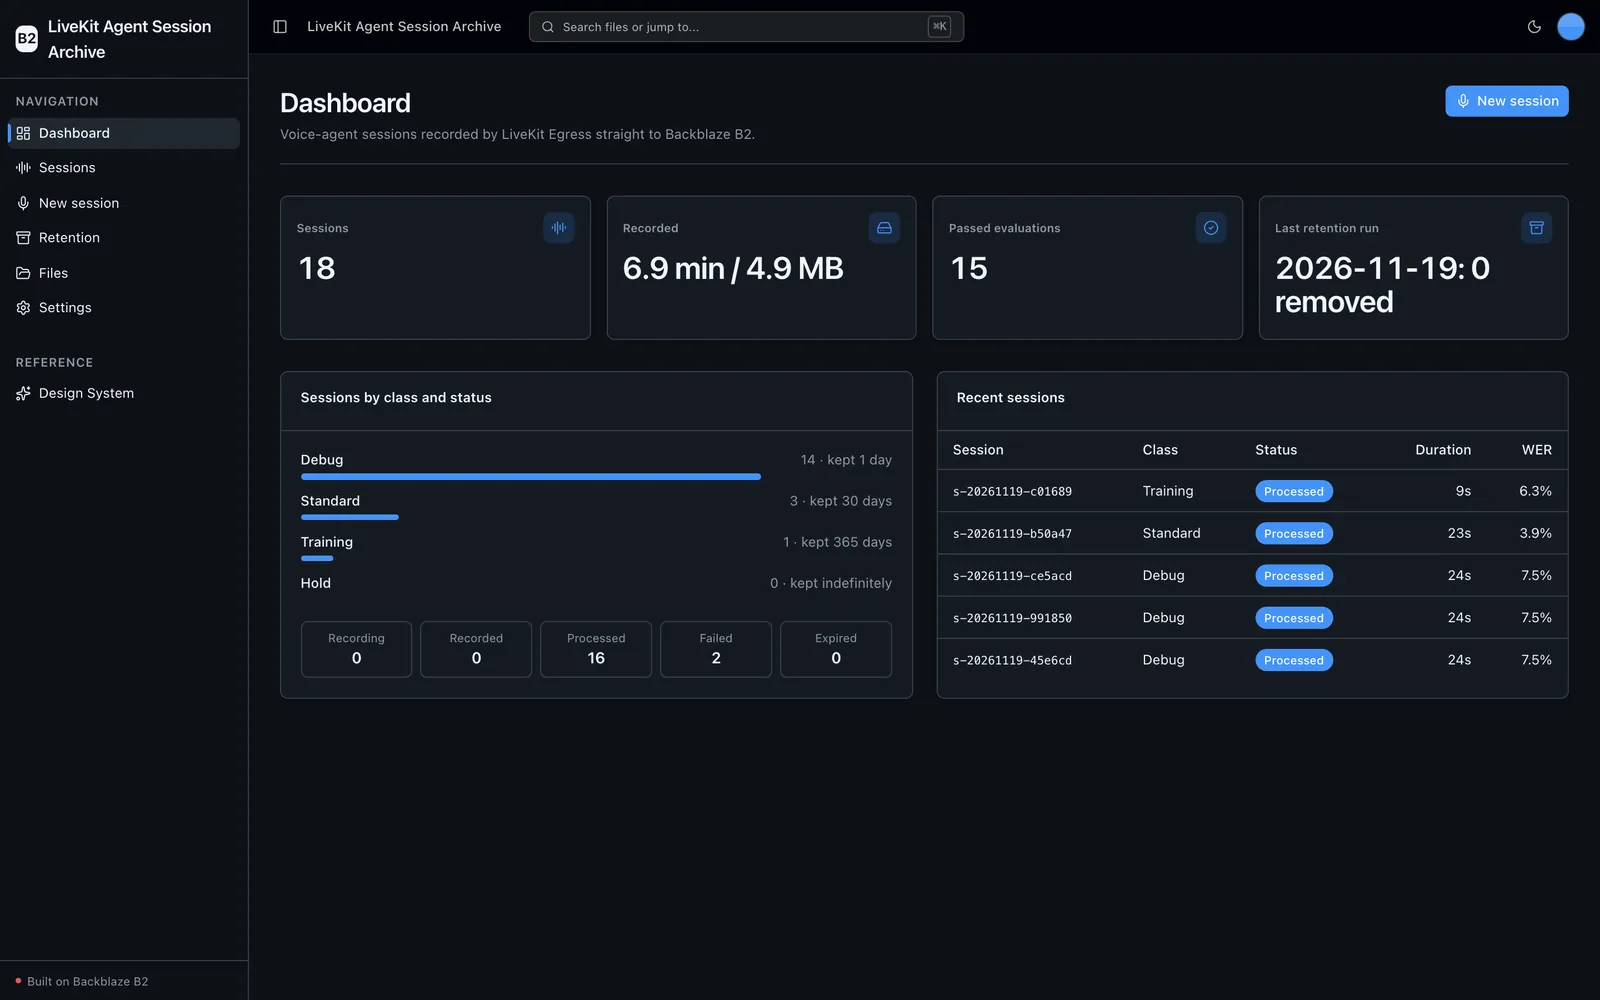 B2
LiveKit Agent Session
Archive
NAVIGATION
Dashboard
Sessions
New session
Retention
Files
Settings
REFERENCE
Design System
Built on Backblaze B2
LiveKit Agent Session Archive
Search files or jump to...
⌘K
Dashboard
Voice-agent sessions recorded by LiveKit Egress straight to Backblaze B2.
New session
Sessions
18
Recorded
6.9 min / 4.9 MB
Passed evaluations
15
Last retention run
2026-11-19: 0
removed
Sessions by class and status
Debug 14 · kept 1 day
Standard 3 · kept 30 days
Training 1 · kept 365 days
Hold 0 · kept indefinitely
Recording Recorded Processed Failed Expired
0 0 16 2 0
Recent sessions
Session Class Status Duration WER
s-20261119-c01689 Training Processed 9s 6.3%
s-20261119-b50a47 Standard Processed 23s 3.9%
s-20261119-ce5acd Debug Processed 24s 7.5%
s-20261119-991850 Debug Processed 24s 7.5%
s-20261119-45e6cd Debug Processed 24s 7.5%